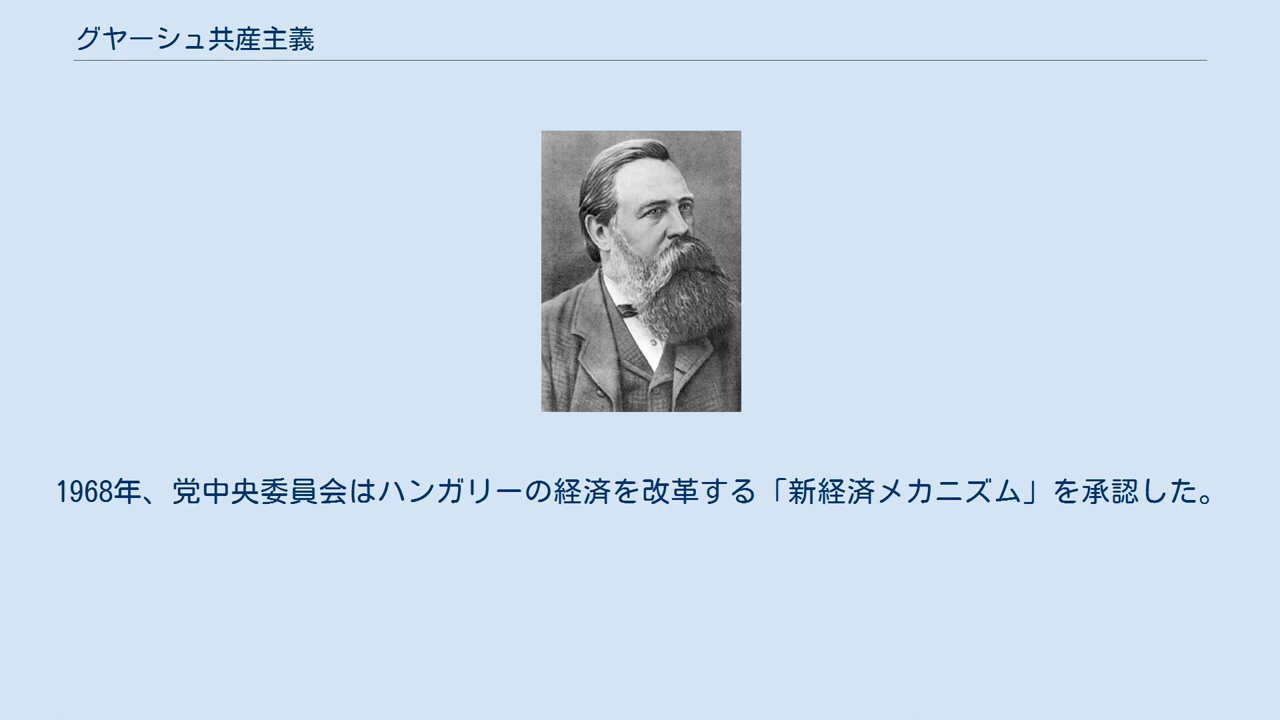 グヤーシュ共産主義
1968年、党中央委員会はハンガリーの経済を改革する「新経済メカニズム」を承認した。